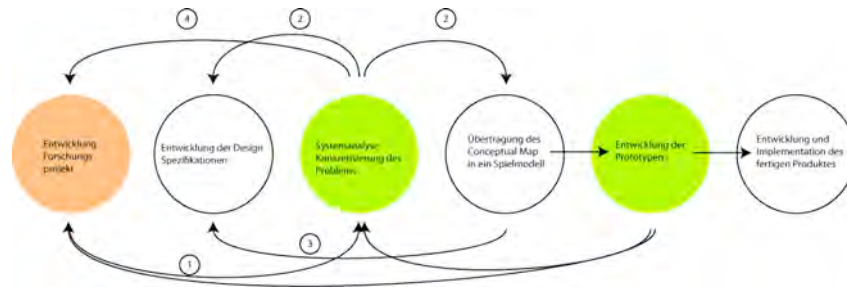 4
2
2
Entwicklung
Forschungs
projekt
Entwicklung der Design
Spezifikationen
Systemanalyse
Konkretisierung des
Problems
Übertragung des
Conceptual Map
in ein Spielmodell
Entwicklung der
Prototypen
Entwicklung und
Implementation des
fertigen Produktes
3
1